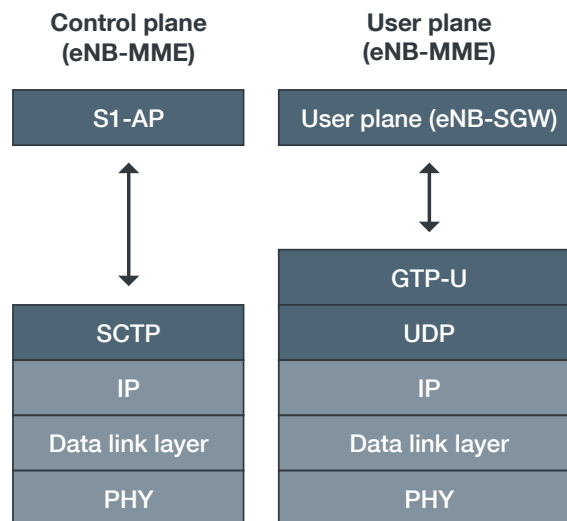 Control plane
(eNB-MME)
S1-AP
SCTP
IP
Data link layer
PHY
User plane
(eNB-MME)
User plane (eNB-SGW)
GTP-U
UDP
IP
Data link layer
PHY